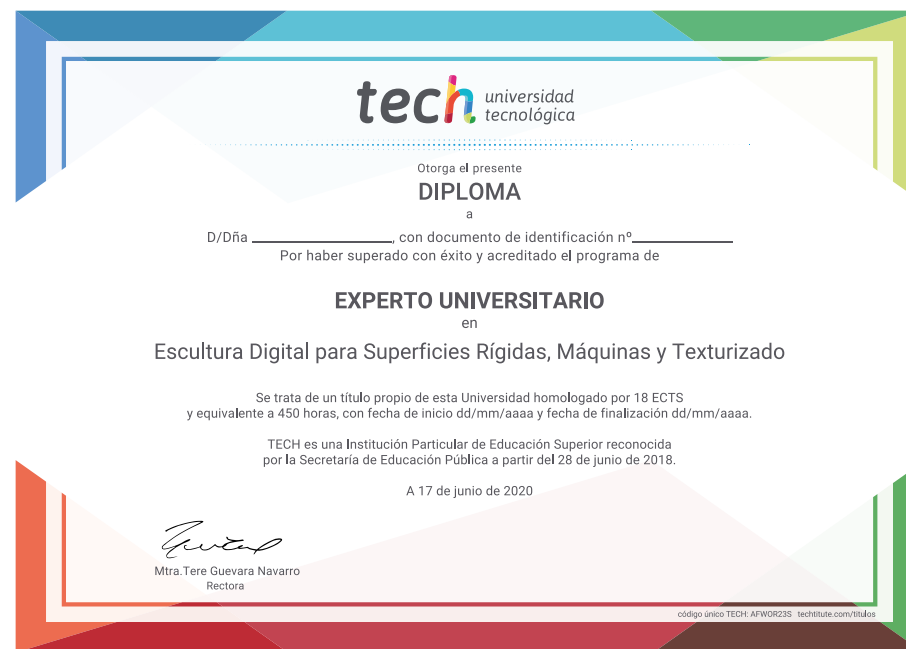 tech universidad
tecnológica
Otorga el presente
DIPLOMA
a
D/Dña ____________________, con documento de identificación nº______________
Por haber superado con éxito y acreditado el programa de
EXPERTO UNIVERSITARIO
en
Escultura Digital para Superficies Rígidas, Máquinas y Texturizado
Se trata de un título propio de esta Universidad homologado por 18 ECTS
y equivalente a 450 horas, con fecha de inicio dd/mm/aaaa y fecha de finalización dd/mm/aaaa.
TECH es una Institución Particular de Educación Superior reconocida
por la Secretaría de Educación Pública a partir del 28 de junio de 2018.
A 17 de junio de 2020
Mtra.Tere Guevara Navarro
Rectora
código único TECH: AFWOR23S techtitute.com/titulos